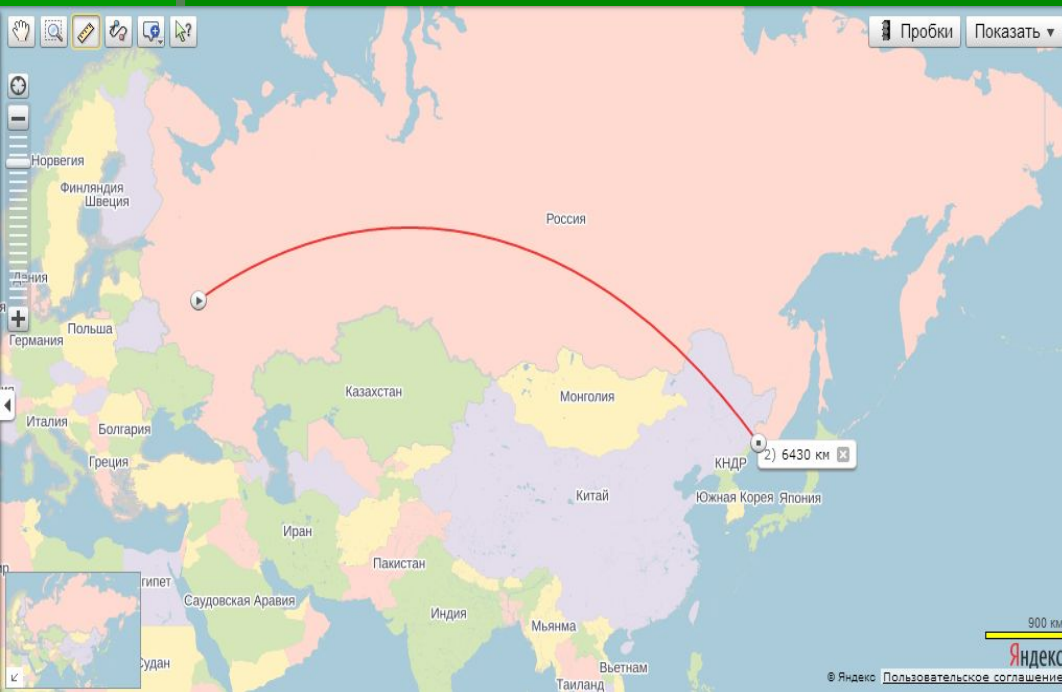 Пробки
Показать
Норвегия
Финляндия
Швеция
Россия
Дания
Польша
Германия
Казахстан
Монголия
Италия
Болгария
Греция
2) 6430 км
КНДР
Китай
Южная Корея
Япония
Иран
Пакистан
Саудовская Аравия
Индия
Мьянма
Вьетнам
Таиланд
900 км
Яндекс
© Яндекс Пользовательское соглашение